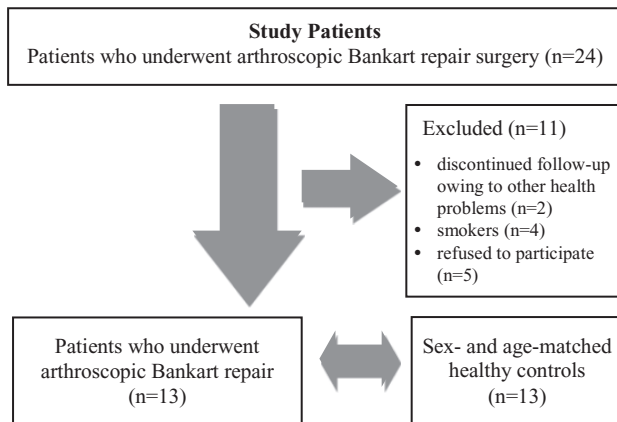 Study Patients
Patients who underwent arthroscopic Bankart repair surgery (n=24)
Excluded (n=11)
• discontinued follow-up
owing to other health
problems (n=2)
• smokers (n=4)
• refused to participate
(n=5)
Patients who underwent
arthroscopic Bankart repair
(n=13)
Sex- and age-matched
healthy controls
(n=13)